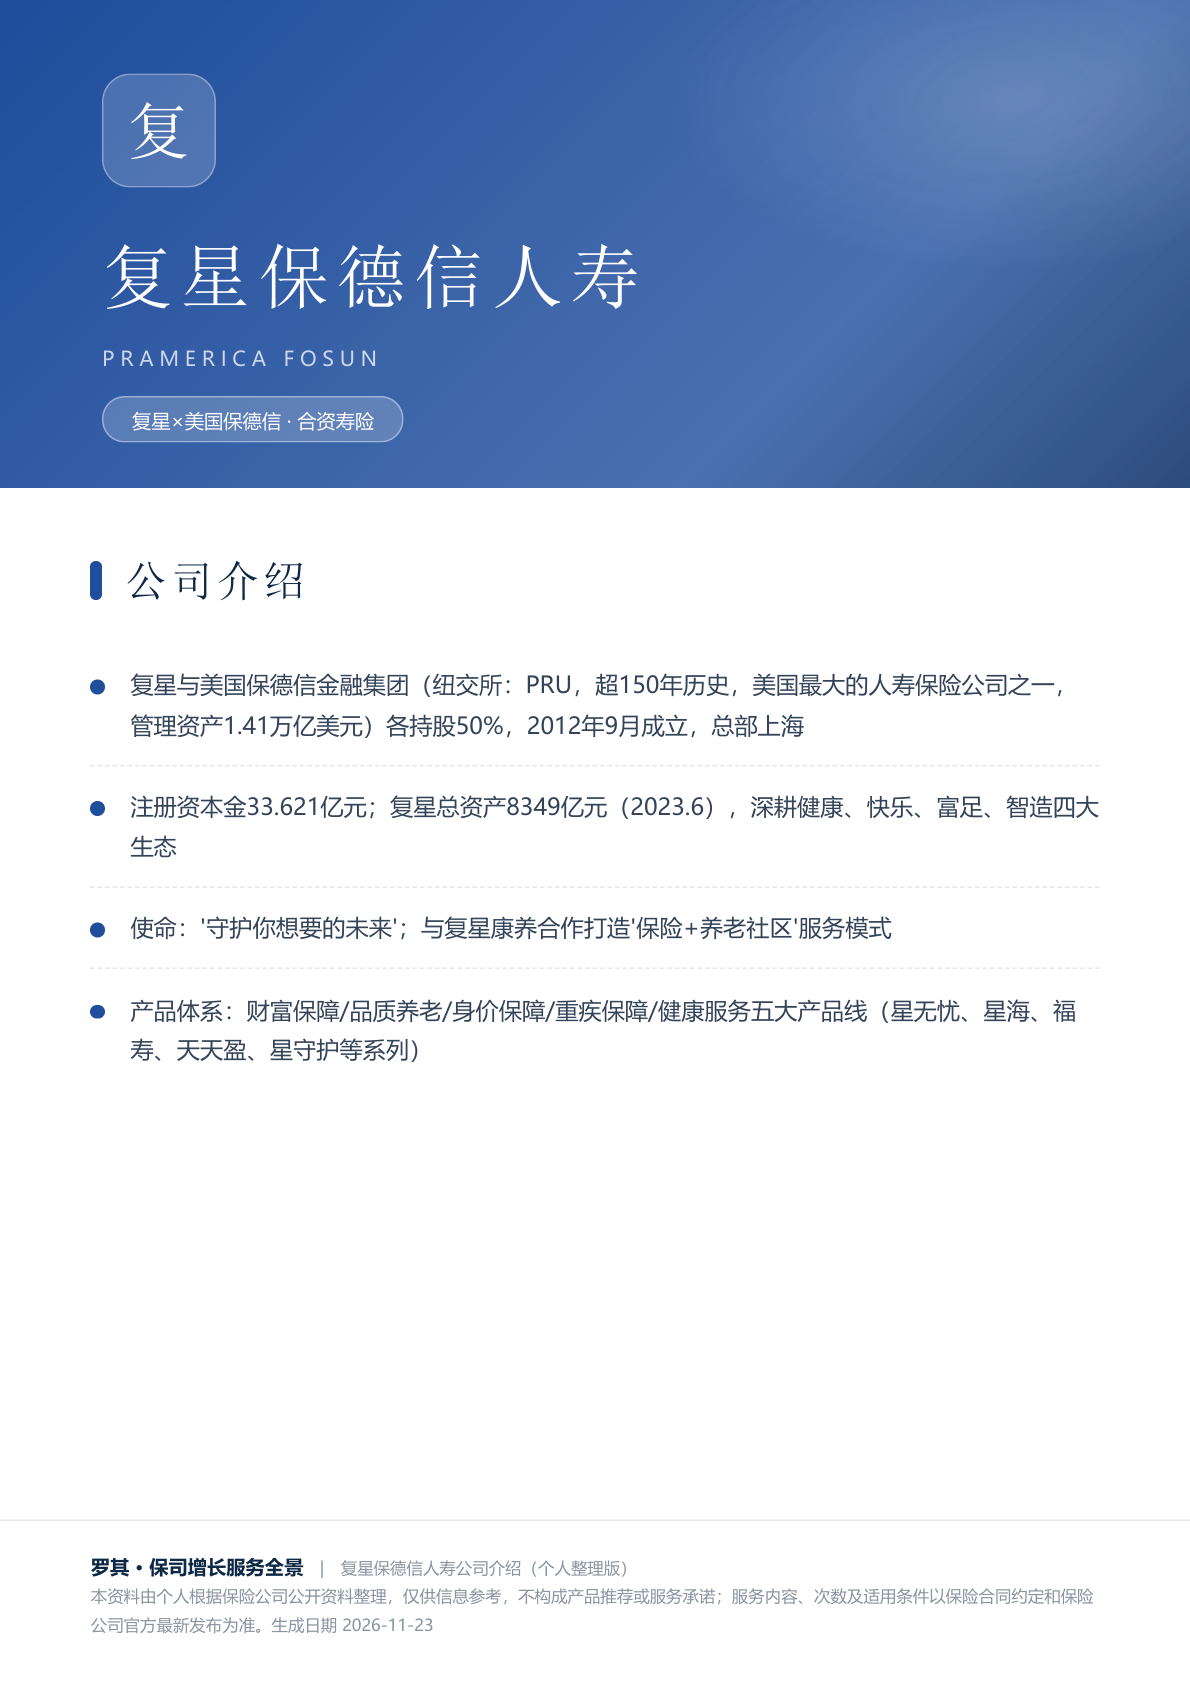 复
复星保德信人寿
PRAMERICA FOSUN
复星×美国保德信 · 合资寿险
公司介绍
复星与美国保德信金融集团（纽交所：PRU，超150年历史，美国最大的人寿保险公司之一，
管理资产1.41万亿美元）各持股50%，2012年9月成立，总部上海
注册资本金33.621亿元；复星总资产8349亿元（2023.6），深耕健康、快乐、富足、智造四大
生态
使命：'守护你想要的未来'；与复星康养合作打造'保险+养老社区'服务模式
产品体系：财富保障/品质养老/身价保障/重疾保障/健康服务五大产品线（星无忧、星海、福
寿、天天盈、星守护等系列）
罗其・保司增长服务全景 | 复星保德信人寿公司介绍（个人整理版）
本资料由个人根据保险公司公开资料整理，仅供信息参考，不构成产品推荐或服务承诺；服务内容、次数及适用条件以保险合同约定和保险
公司官方最新发布为准。生成日期 2026-11-23